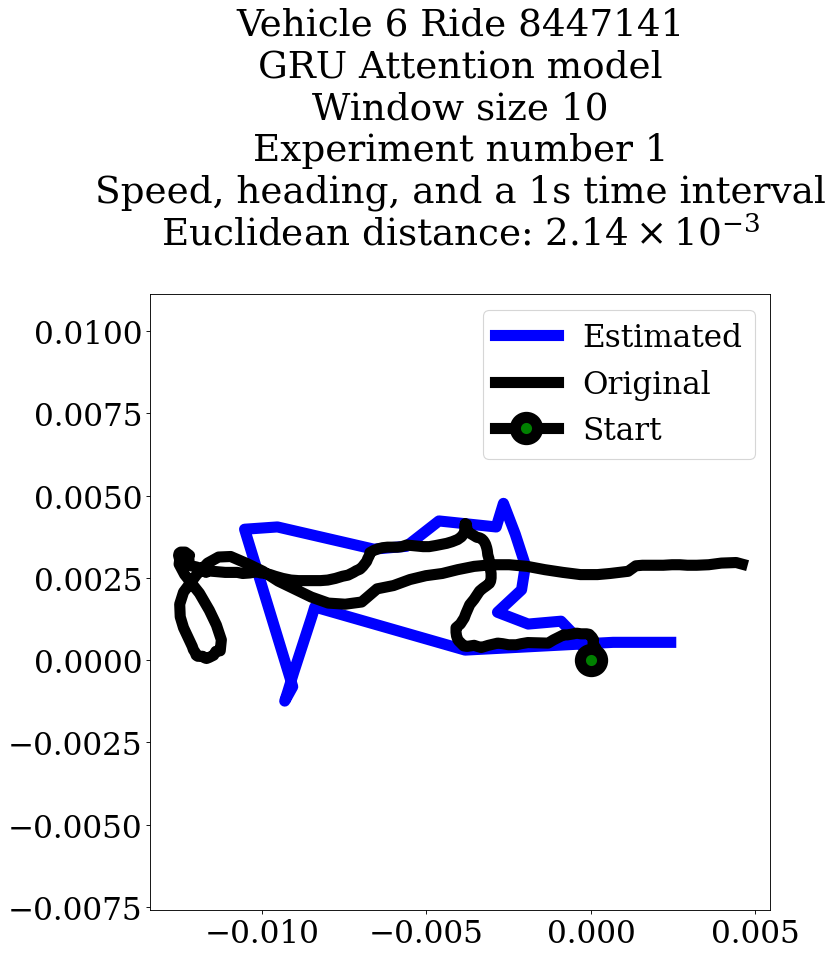 Vehicle 6 Ride 8447141
GRU Attention model
Window size 10
Experiment number 1
Speed, heading, and a 1s time interval
Euclidean distance: 2.14 × 10⁻³
Estimated
Original
Start
0.0100
0.0075
0.0050
0.0025
0.0000
−0.0025
−0.0050
−0.0075
−0.010
−0.005
0.000
0.005